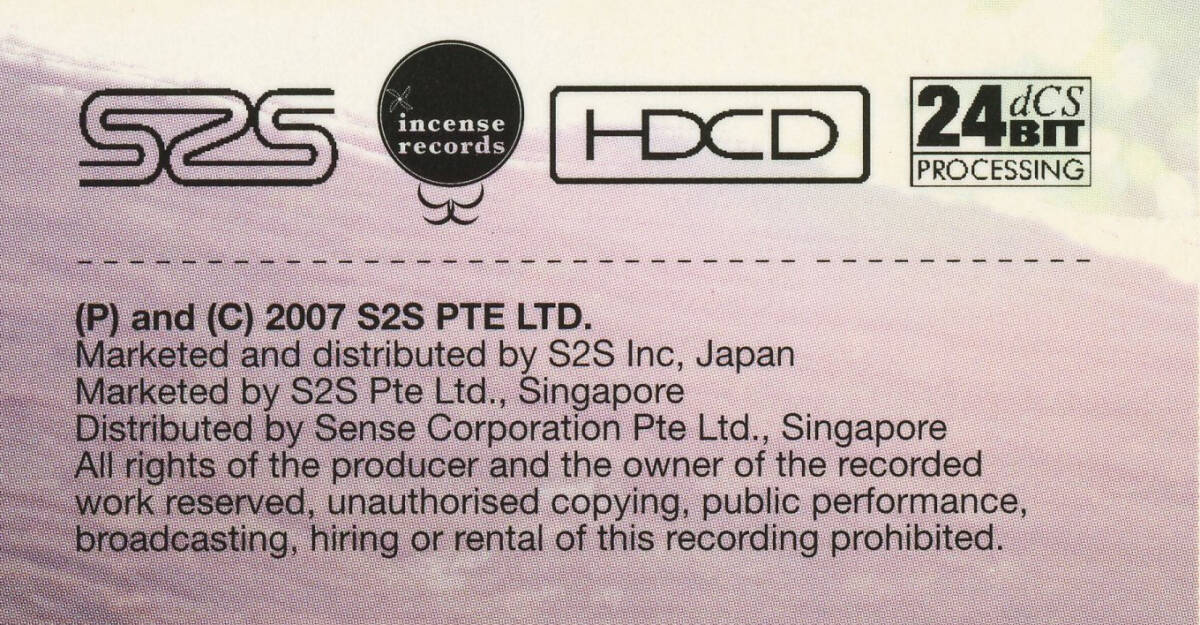 S2S
incense
records
HDCD
24 dCS
BIT
PROCESSING
(P) and (C) 2007 S2S PTE LTD.
Marketed and distributed by S2S Inc, Japan
Marketed by S2S Pte Ltd., Singapore
Distributed by Sense Corporation Pte Ltd., Singapore
All rights of the producer and the owner of the recorded
work reserved, unauthorised copying, public performance,
broadcasting, hiring or rental of this recording prohibited.